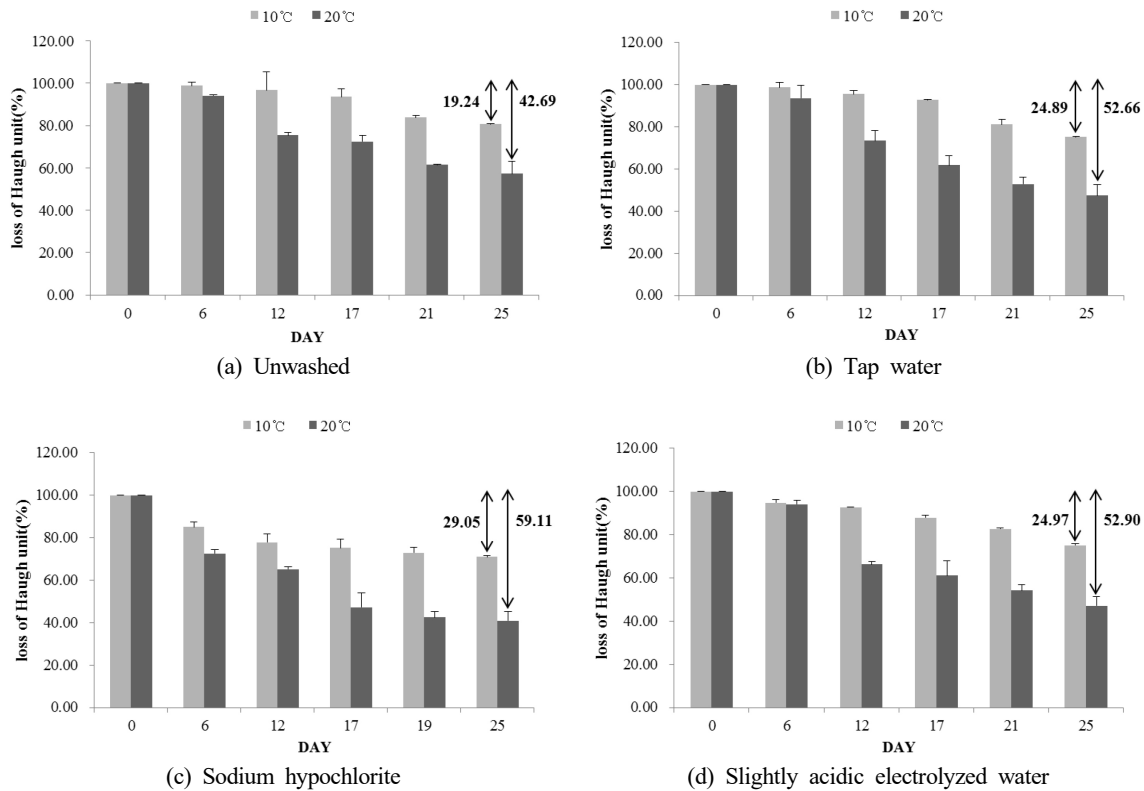 10℃ 20℃
loss of Haugh unit(%)
120.00
100.00
80.00
60.00
40.00
20.00
0.00
19.24
42.69
0 6 12 17 21 25
DAY
(a) Unwashed
10℃ 20℃
loss of Haugh unit(%)
120.00
100.00
80.00
60.00
40.00
20.00
0.00
24.89
52.66
0 6 12 17 21 25
DAY
(b) Tap water
10℃ 20℃
loss of Haugh unit(%)
120.00
100.00
80.00
60.00
40.00
20.00
0.00
29.05
59.11
0 6 12 17 19 25
DAY
(c) Sodium hypochlorite
10℃ 20℃
loss of Haugh unit(%)
120.00
100.00
80.00
60.00
40.00
20.00
0.00
24.97
52.90
0 6 12 17 21 25
DAY
(d) Slightly acidic electrolyzed water